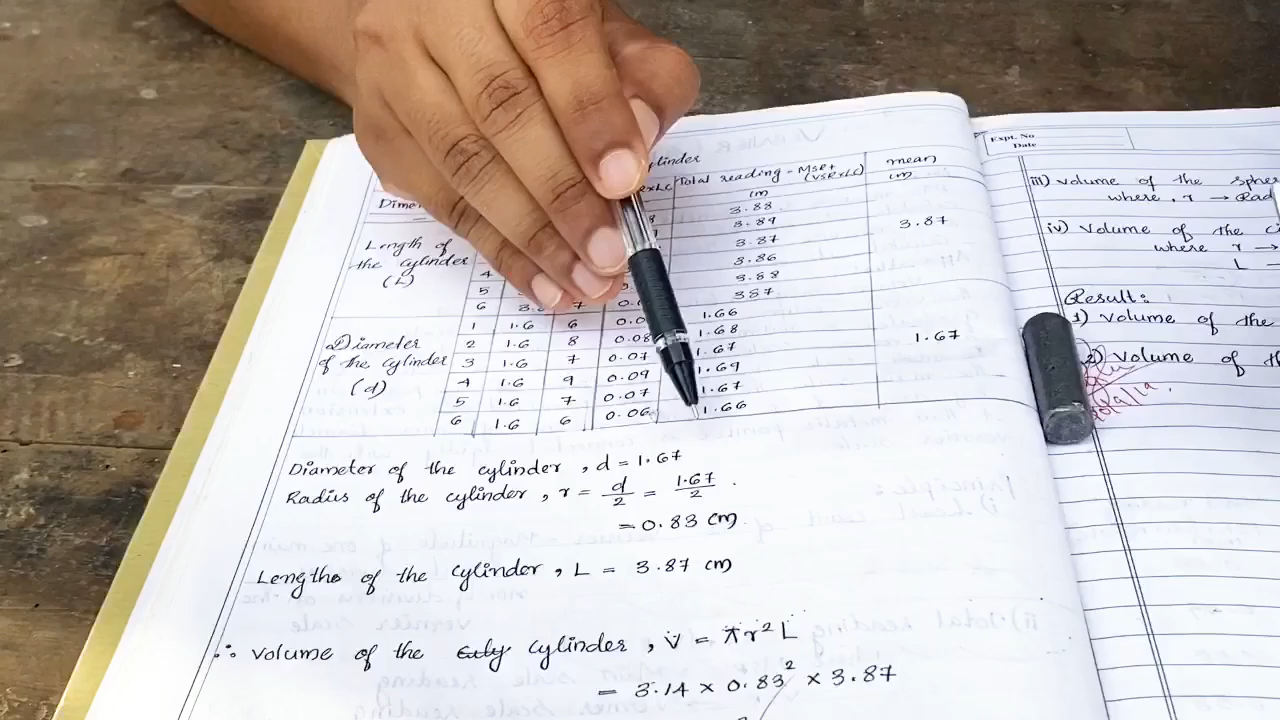 cylinder
Total reading = MSR+ (VSR×LC)
cm
mean
cm
Length of the cylinder (L)
3.88
3.89
3.87
3.87
4 3.86
5 3.88
6 7 3.87
Diameter of the cylinder (d)
1 1.6 6 1.66
2 1.6 8 0.08 1.68
1.67
3 1.6 7 0.07 1.67
4 1.6 9 0.09 1.69
5 1.6 7 0.07 1.67
6 1.6 6 0.06 1.66
Diameter of the cylinder, d = 1.67
Radius of the cylinder, r = d/2 = 1.67/2.
= 0.83 cm.
Length of the cylinder, L = 3.87 cm
∴ volume of the cylinder, V = πr²L
= 3.14 × 0.83² × 3.87
Expt. No
Date
iii) volume of the
where, r →
iv) volume of the
where r →
L →
Result:
1) volume of the
2) volume of the